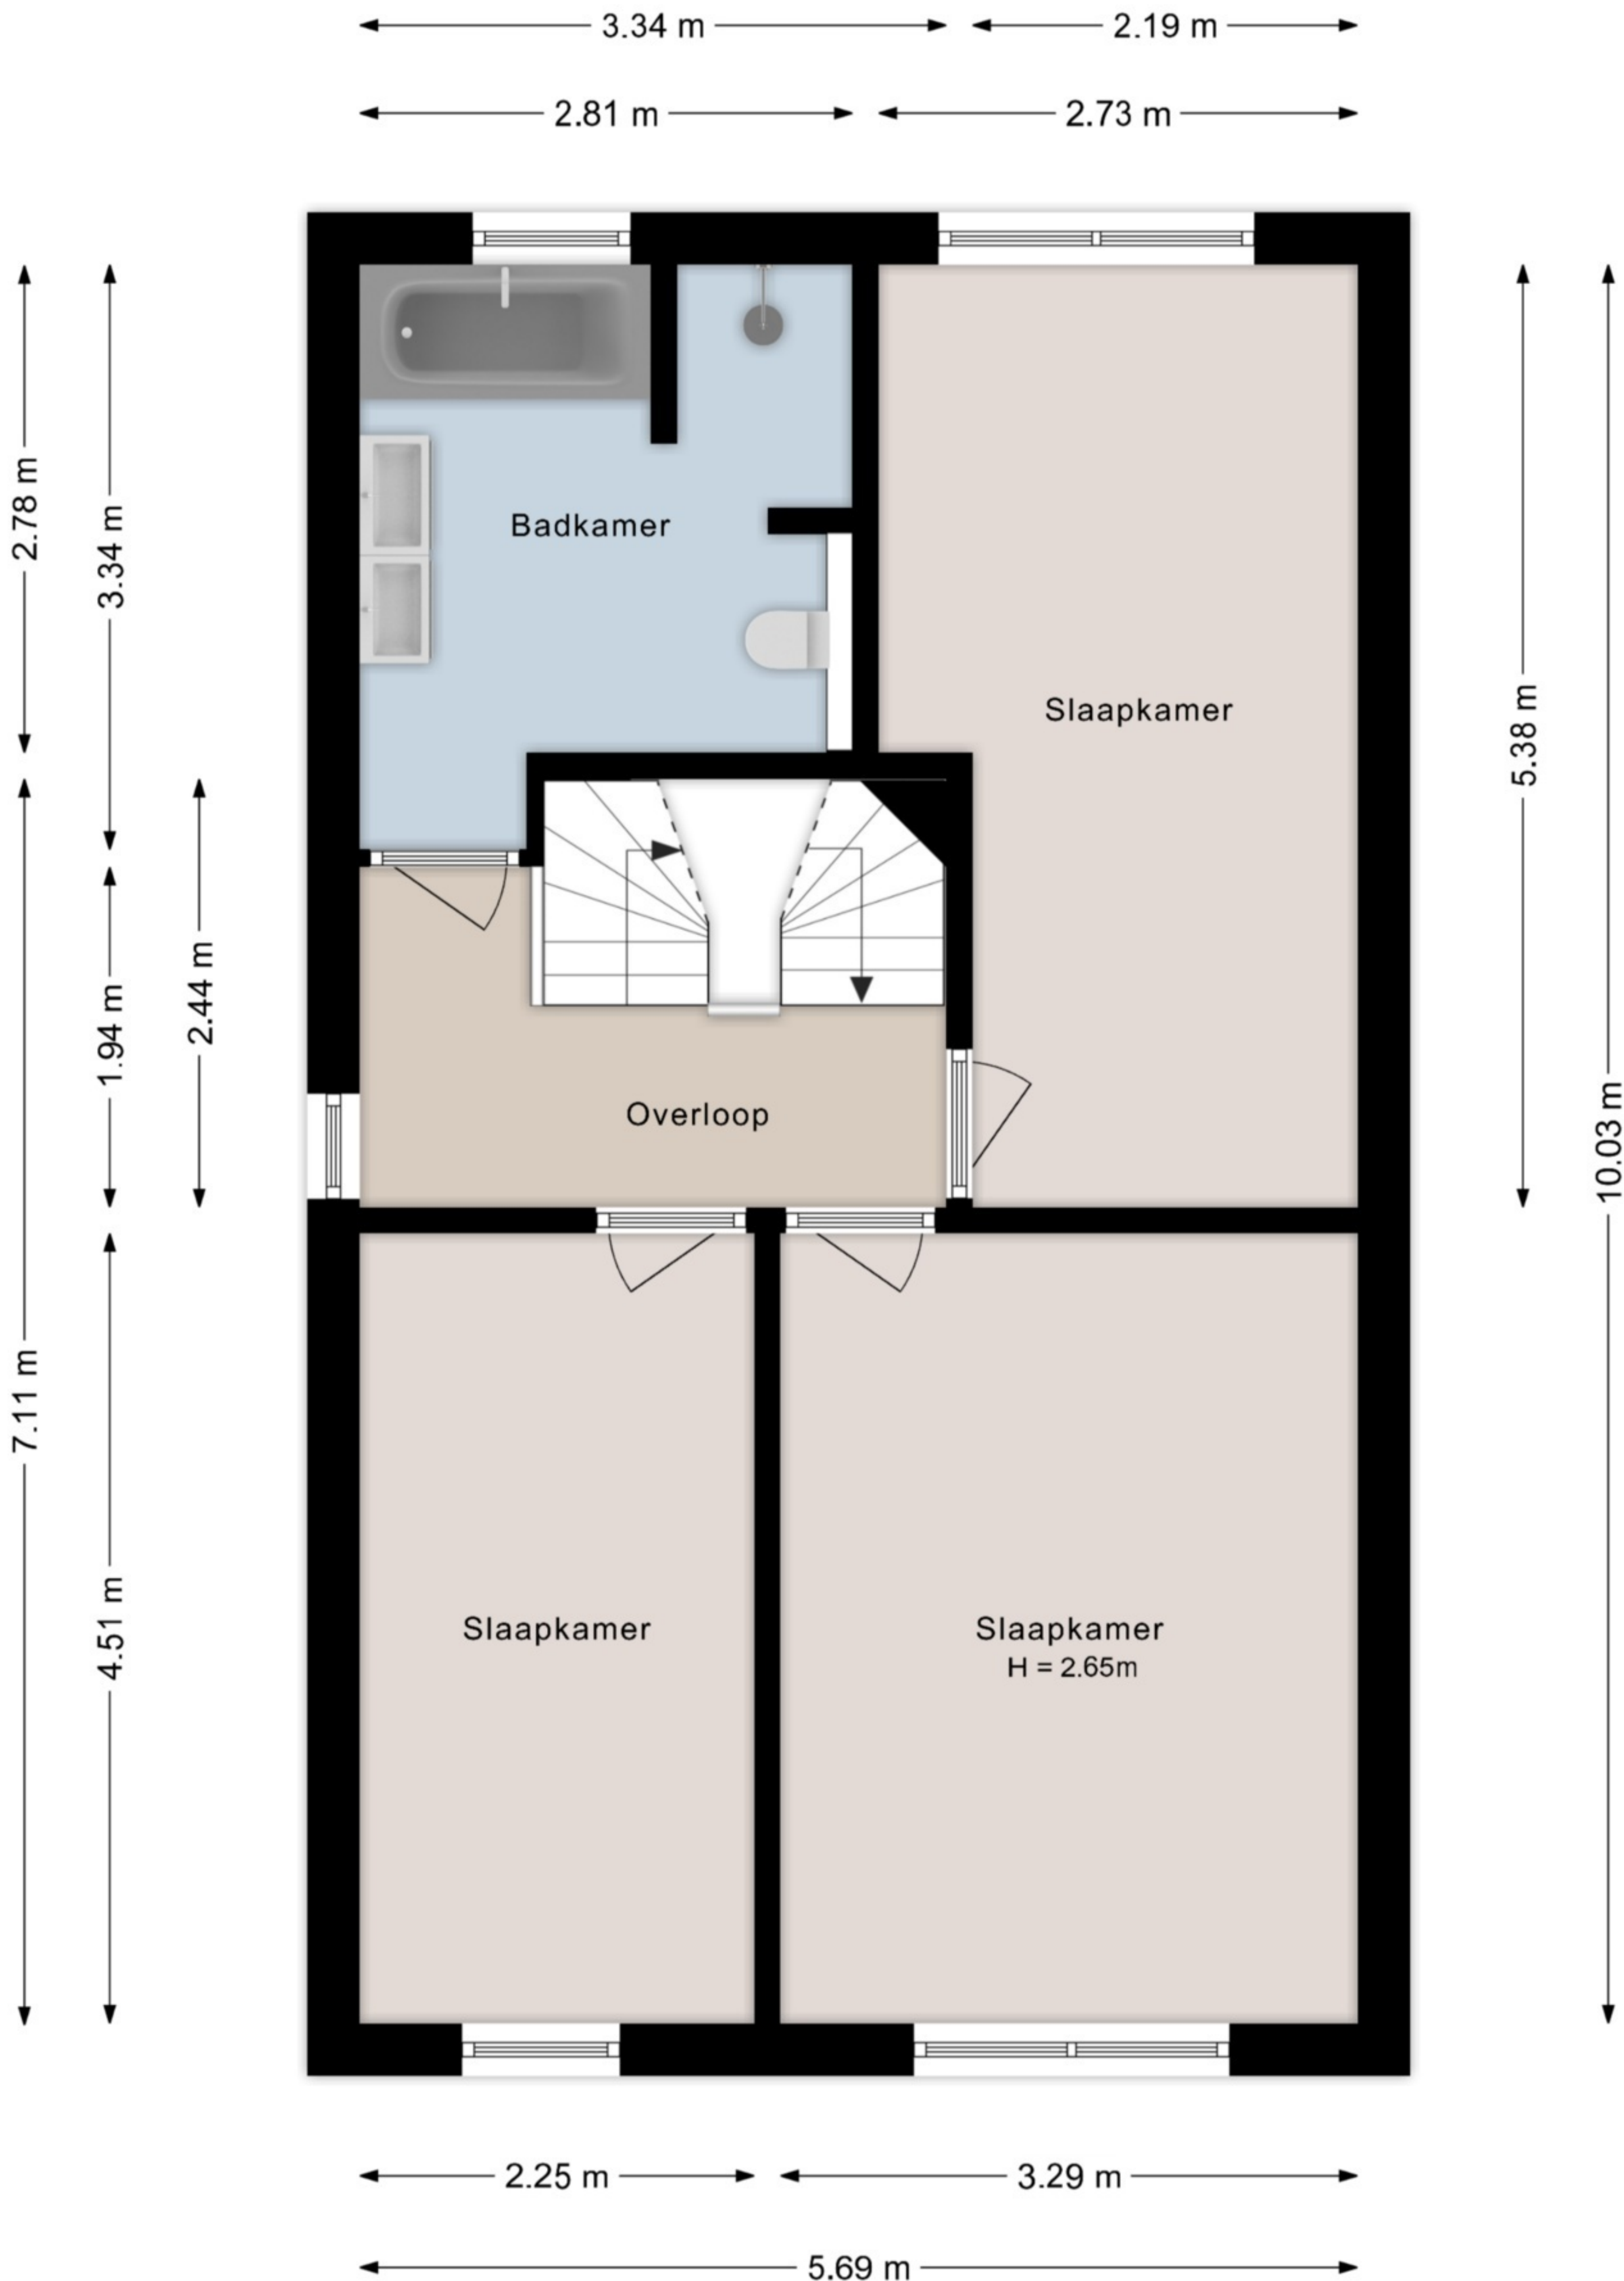 3.34 m
2.19 m
2.81 m
2.73 m
2.78 m
3.34 m
Badkamer
Slaapkamer
5.38 m
2.44 m
1.94 m
Overloop
10.03 m
7.11 m
4.51 m
Slaapkamer
Slaapkamer
H = 2.65m
2.25 m
3.29 m
5.69 m